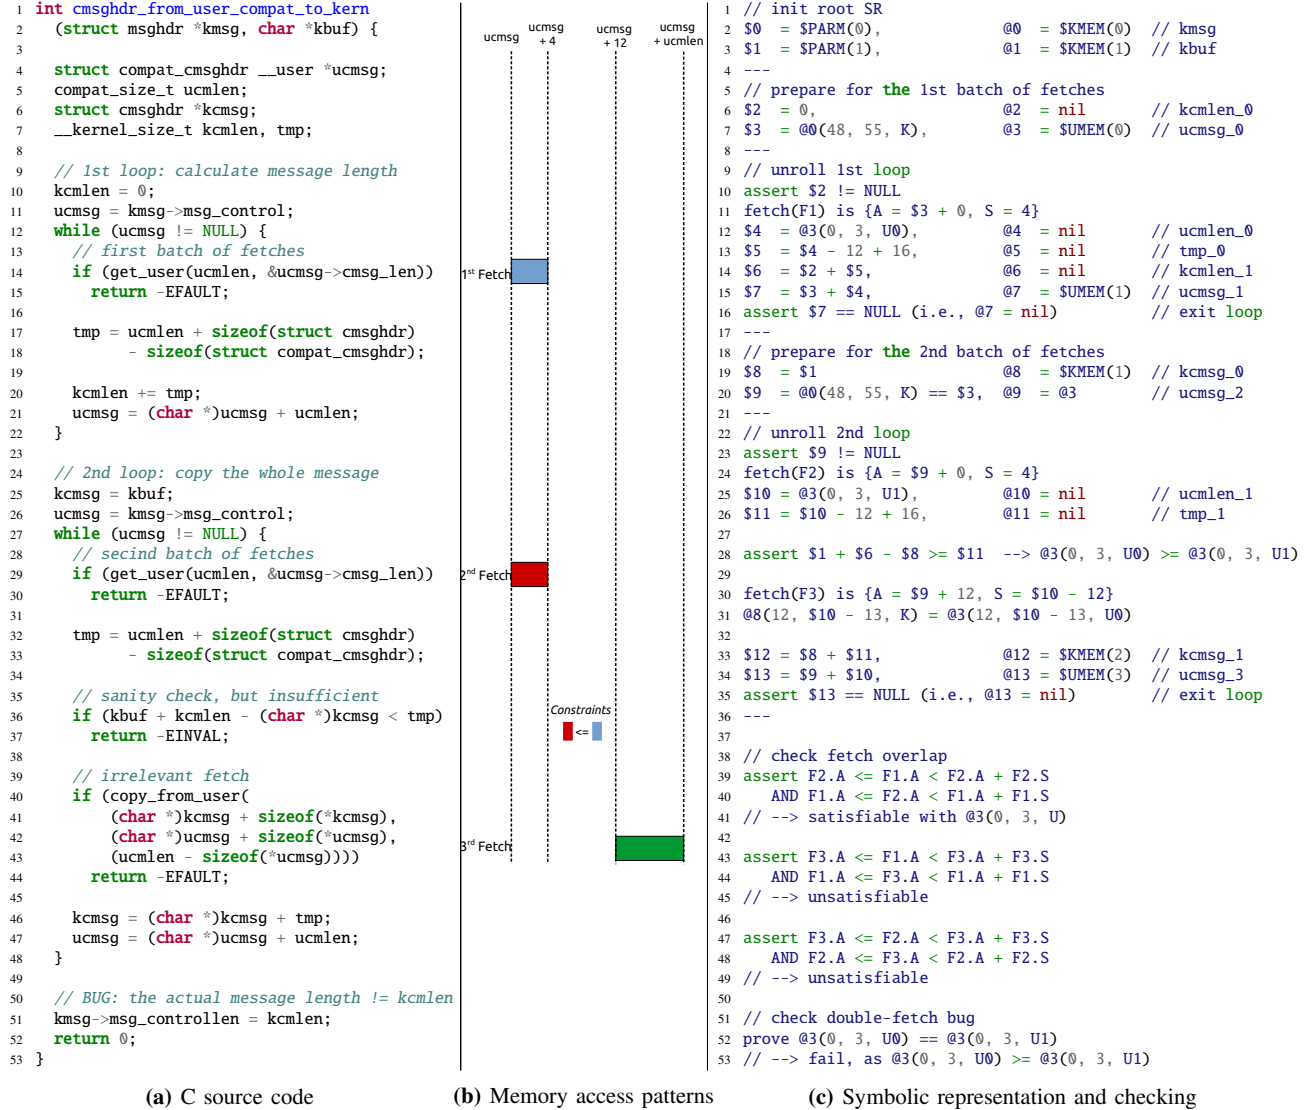 1 int cmsghdr_from_user_compat_to_kern
2 (struct msghdr *kmsg, char *kbuf) {
3
4 struct compat_cmsghdr __user *ucmsg;
5 compat_size_t ucmlen;
6 struct cmsghdr *kcmsg;
7 __kernel_size_t kcmlen, tmp;
8
9 // 1st loop: calculate message length
10 kcmlen = 0;
11 ucmsg = kmsg->msg_control;
12 while (ucmsg != NULL) {
13 // first batch of fetches
14 if (get_user(ucmlen, &ucmsg->cmsg_len))
15 return -EFAULT;
16
17 tmp = ucmlen + sizeof(struct cmsghdr)
18 - sizeof(struct compat_cmsghdr);
19
20 kcmlen += tmp;
21 ucmsg = (char *)ucmsg + ucmlen;
22 }
23
24 // 2nd loop: copy the whole message
25 kcmsg = kbuf;
26 ucmsg = kmsg->msg_control;
27 while (ucmsg != NULL) {
28 // secind batch of fetches
29 if (get_user(ucmlen, &ucmsg->cmsg_len))
30 return -EFAULT;
31
32 tmp = ucmlen + sizeof(struct cmsghdr)
33 - sizeof(struct compat_cmsghdr);
34
35 // sanity check, but insufficient
36 if (kbuf + kcmlen - (char *)kcmsg < tmp)
37 return -EINVAL;
38
39 // irrelevant fetch
40 if (copy_from_user(
41 (char *)kcmsg + sizeof(*kcmsg),
42 (char *)ucmsg + sizeof(*ucmsg),
43 (ucmlen - sizeof(*ucmsg))))
44 return -EFAULT;
45
46 kcmsg = (char *)kcmsg + tmp;
47 ucmsg = (char *)ucmsg + ucmlen;
48 }
49
50 // BUG: the actual message length != kcmlen
51 kmsg->msg_controllen = kcmlen;
52 return 0;
53 }
(a) C source code
ucmsg
ucmsg
+ 4
ucmsg
+ 12
ucmsg
+ ucmlen
1st Fetch
2nd Fetch
Constraints
<=
3rd Fetch
(b) Memory access patterns
1 // init root SR
2 $0 = $PARM(0), @0 = $KMEM(0) // kmsg
3 $1 = $PARM(1), @1 = $KMEM(1) // kbuf
4 ---
5 // prepare for the 1st batch of fetches
6 $2 = 0, @2 = nil // kcmlen_0
7 $3 = @0(48, 55, K), @3 = $UMEM(0) // ucmsg_0
8 ---
9 // unroll 1st loop
10 assert $2 != NULL
11 fetch(F1) is {A = $3 + 0, S = 4}
12 $4 = @3(0, 3, U0), @4 = nil // ucmlen_0
13 $5 = $4 - 12 + 16, @5 = nil // tmp_0
14 $6 = $2 + $5, @6 = nil // kcmlen_1
15 $7 = $3 + $4, @7 = $UMEM(1) // ucmsg_1
16 assert $7 == NULL (i.e., @7 = nil) // exit loop
17 ---
18 // prepare for the 2nd batch of fetches
19 $8 = $1 @8 = $KMEM(1) // kcmsg_0
20 $9 = @0(48, 55, K) == $3, @9 = @3 // ucmsg_2
21 ---
22 // unroll 2nd loop
23 assert $9 != NULL
24 fetch(F2) is {A = $9 + 0, S = 4}
25 $10 = @3(0, 3, U1), @10 = nil // ucmlen_1
26 $11 = $10 - 12 + 16, @11 = nil // tmp_1
27
28 assert $1 + $6 - $8 >= $11 --> @3(0, 3, U0) >= @3(0, 3, U1)
29
30 fetch(F3) is {A = $9 + 12, S = $10 - 12}
31 @8(12, $10 - 13, K) = @3(12, $10 - 13, U0)
32
33 $12 = $8 + $11, @12 = $KMEM(2) // kcmsg_1
34 $13 = $9 + $10, @13 = $UMEM(3) // ucmsg_3
35 assert $13 == NULL (i.e., @13 = nil) // exit loop
36 ---
37
38 // check fetch overlap
39 assert F2.A <= F1.A < F2.A + F2.S
40 AND F1.A <= F2.A < F1.A + F1.S
41 // --> satisfiable with @3(0, 3, U)
42
43 assert F3.A <= F1.A < F3.A + F3.S
44 AND F1.A <= F3.A < F1.A + F1.S
45 // --> unsatisfiable
46
47 assert F3.A <= F2.A < F3.A + F3.S
48 AND F2.A <= F3.A < F2.A + F2.S
49 // --> unsatisfiable
50
51 // check double-fetch bug
52 prove @3(0, 3, U0) == @3(0, 3, U1)
53 // --> fail, as @3(0, 3, U0) >= @3(0, 3, U1)
(c) Symbolic representation and checking